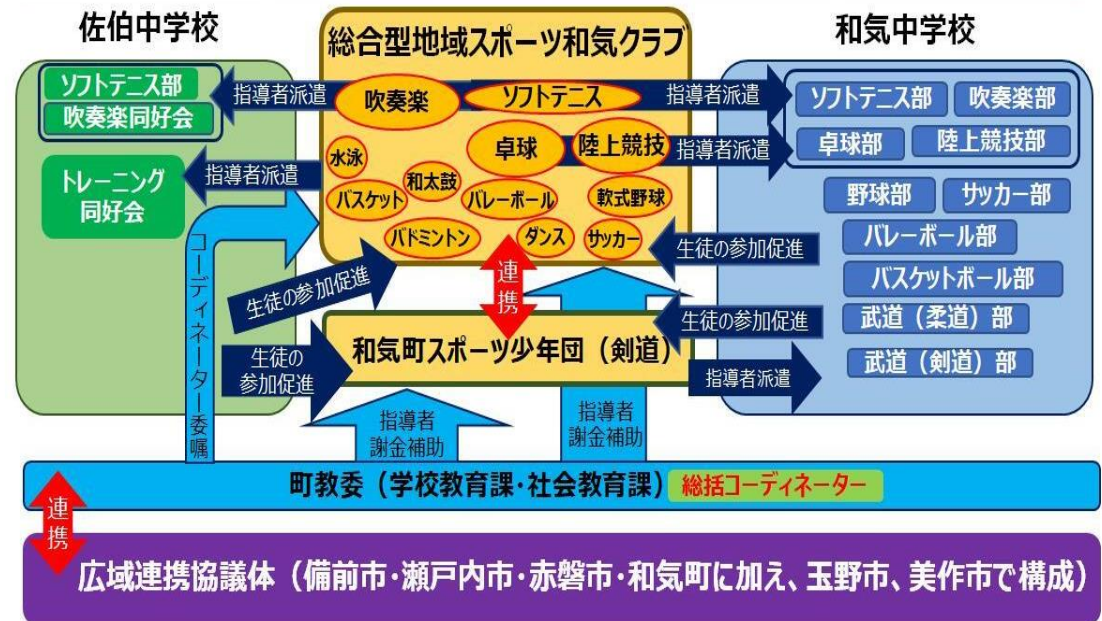 佐伯中学校
ソフトテニス部
吹奏楽同好会
トレーニング
同好会
指導者派遣
指導者派遣
コーディネーター委嘱
生徒の参加促進
生徒の
参加促進
総合型地域スポーツ和気クラブ
吹奏楽
ソフトテニス
卓球
陸上競技
水泳
和太鼓
バスケット
バレーボール
軟式野球
バドミントン
ダンス
サッカー
連携
和気町スポーツ少年団（剣道）
指導者
謝金補助
指導者
謝金補助
和気中学校
指導者派遣
ソフトテニス部
吹奏楽部
指導者派遣
卓球部
陸上競技部
野球部
サッカー部
生徒の参加促進
バレーボール部
バスケットボール部
生徒の参加促進
武道（柔道）部
指導者派遣
武道（剣道）部
町教委（学校教育課・社会教育課）
総括コーディネーター
連携
広域連携協議体（備前市・瀬戸内市・赤磐市・和気町に加え、玉野市、美作市で構成）